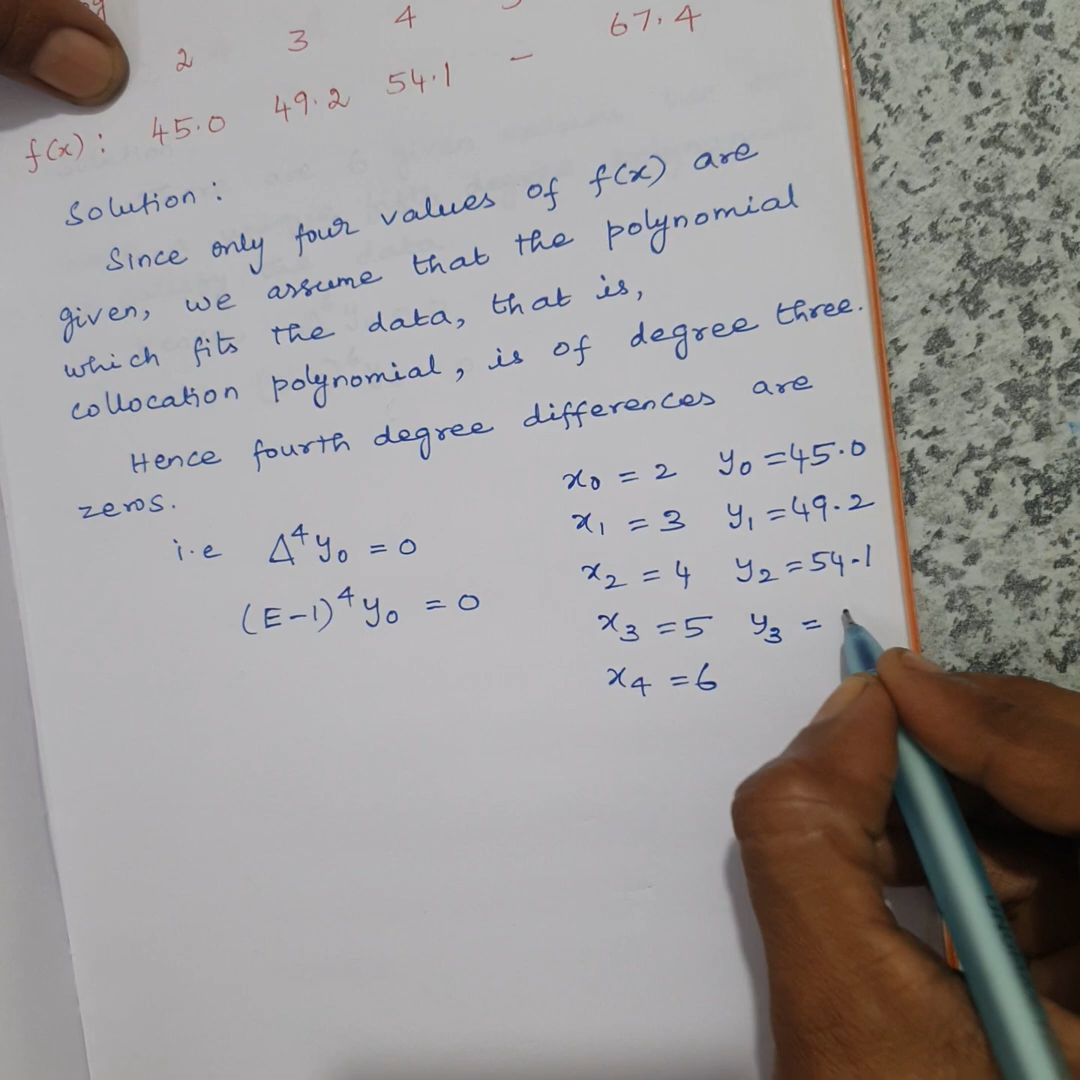 2 3 4
f(x): 45.0 49.2 54.1 - 67.4
Solution:
Since only four values of f(x) are
given, we assume that the polynomial
which fits the data, that is,
collocation polynomial, is of degree three.
Hence fourth degree differences are
zeros.
i.e Δ⁴y₀ = 0
(E-1)⁴y₀ = 0
x₀ = 2 y₀ = 45.0
x₁ = 3 y₁ = 49.2
x₂ = 4 y₂ = 54.1
x₃ = 5 y₃ =
x₄ = 6